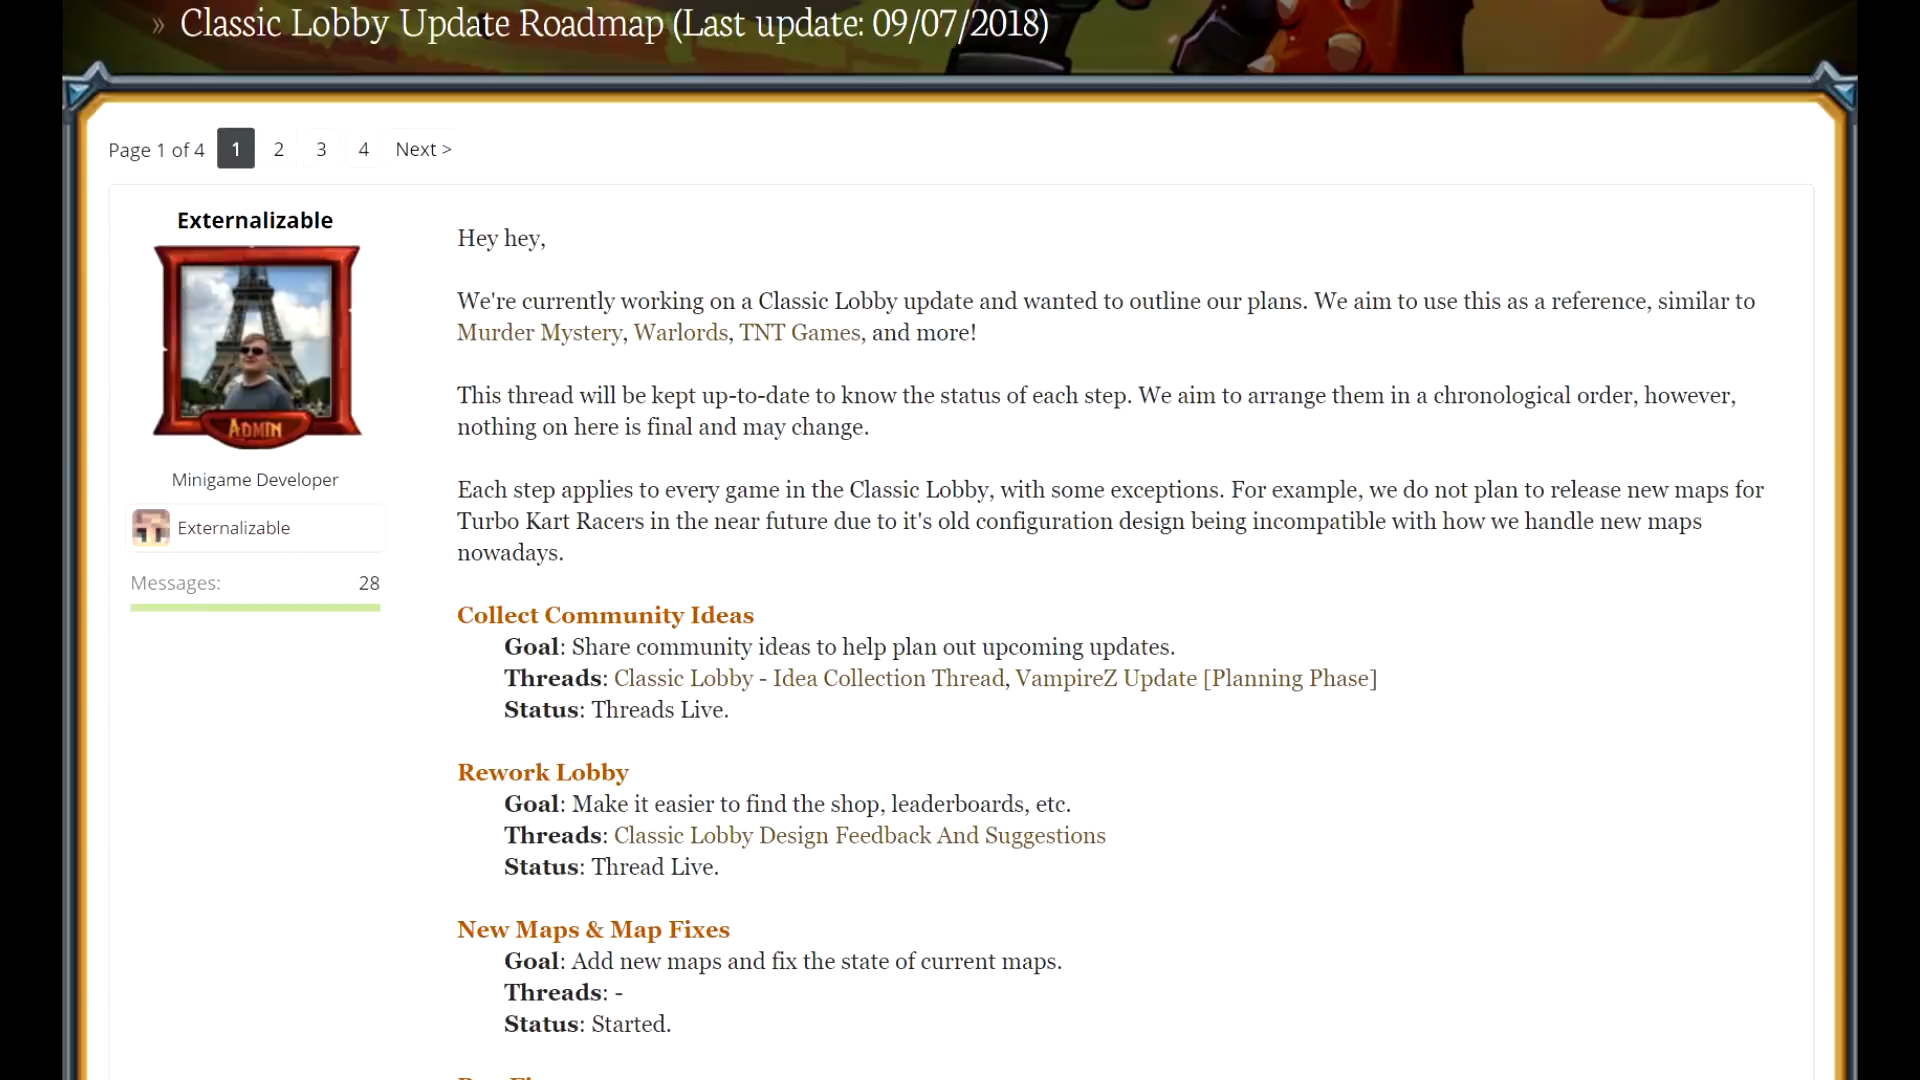 » Classic Lobby Update Roadmap (Last update: 09/07/2018)
Page 1 of 4 1 2 3 4 Next >
Externalizable
ADMIN
Minigame Developer
Externalizable
Messages: 28
Hey hey,
We're currently working on a Classic Lobby update and wanted to outline our plans. We aim to use this as a reference, similar to
Murder Mystery, Warlords, TNT Games, and more!
This thread will be kept up-to-date to know the status of each step. We aim to arrange them in a chronological order, however,
nothing on here is final and may change.
Each step applies to every game in the Classic Lobby, with some exceptions. For example, we do not plan to release new maps for
Turbo Kart Racers in the near future due to it's old configuration design being incompatible with how we handle new maps
nowadays.
Collect Community Ideas
Goal: Share community ideas to help plan out upcoming updates.
Threads: Classic Lobby - Idea Collection Thread, VampireZ Update [Planning Phase]
Status: Threads Live.
Rework Lobby
Goal: Make it easier to find the shop, leaderboards, etc.
Threads: Classic Lobby Design Feedback And Suggestions
Status: Thread Live.
New Maps & Map Fixes
Goal: Add new maps and fix the state of current maps.
Threads: -
Status: Started.